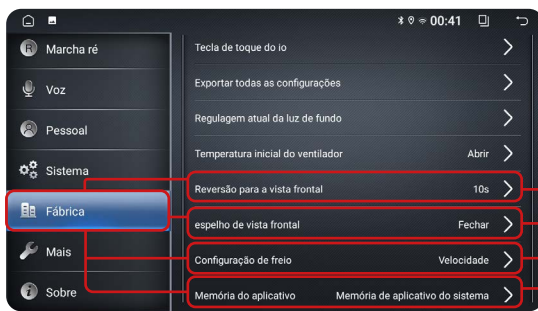 00:41
Marcha ré
Voz
Pessoal
Sistema
Fábrica
Mais
Sobre
Tecla de toque do io
Exportar todas as configurações
Regulagem atual da luz de fundo
Temperatura inicial do ventilador Abrir
Reversão para a vista frontal 10s
espelho de vista frontal Fechar
Configuração de freio Velocidade
Memória do aplicativo Memória de aplicativo do sistema